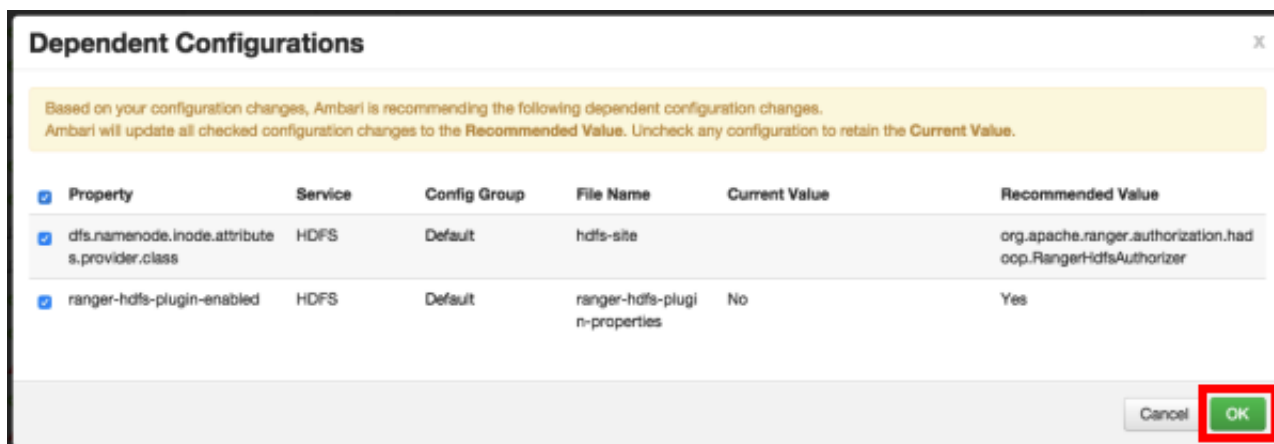 Dependent Configurations
X
Based on your configuration changes, Ambari is recommending the following dependent configuration changes.
Ambari will update all checked configuration changes to the Recommended Value. Uncheck any configuration to retain the Current Value.
Property Service Config Group File Name Current Value Recommended Value
dfs.namenode.inode.attribute HDFS Default hdfs-site org.apache.ranger.authorization.had
s.provider.class oop.RangerHdfsAuthorizer
ranger-hdfs-plugin-enabled HDFS Default ranger-hdfs-plugi No Yes
n-properties
Cancel OK